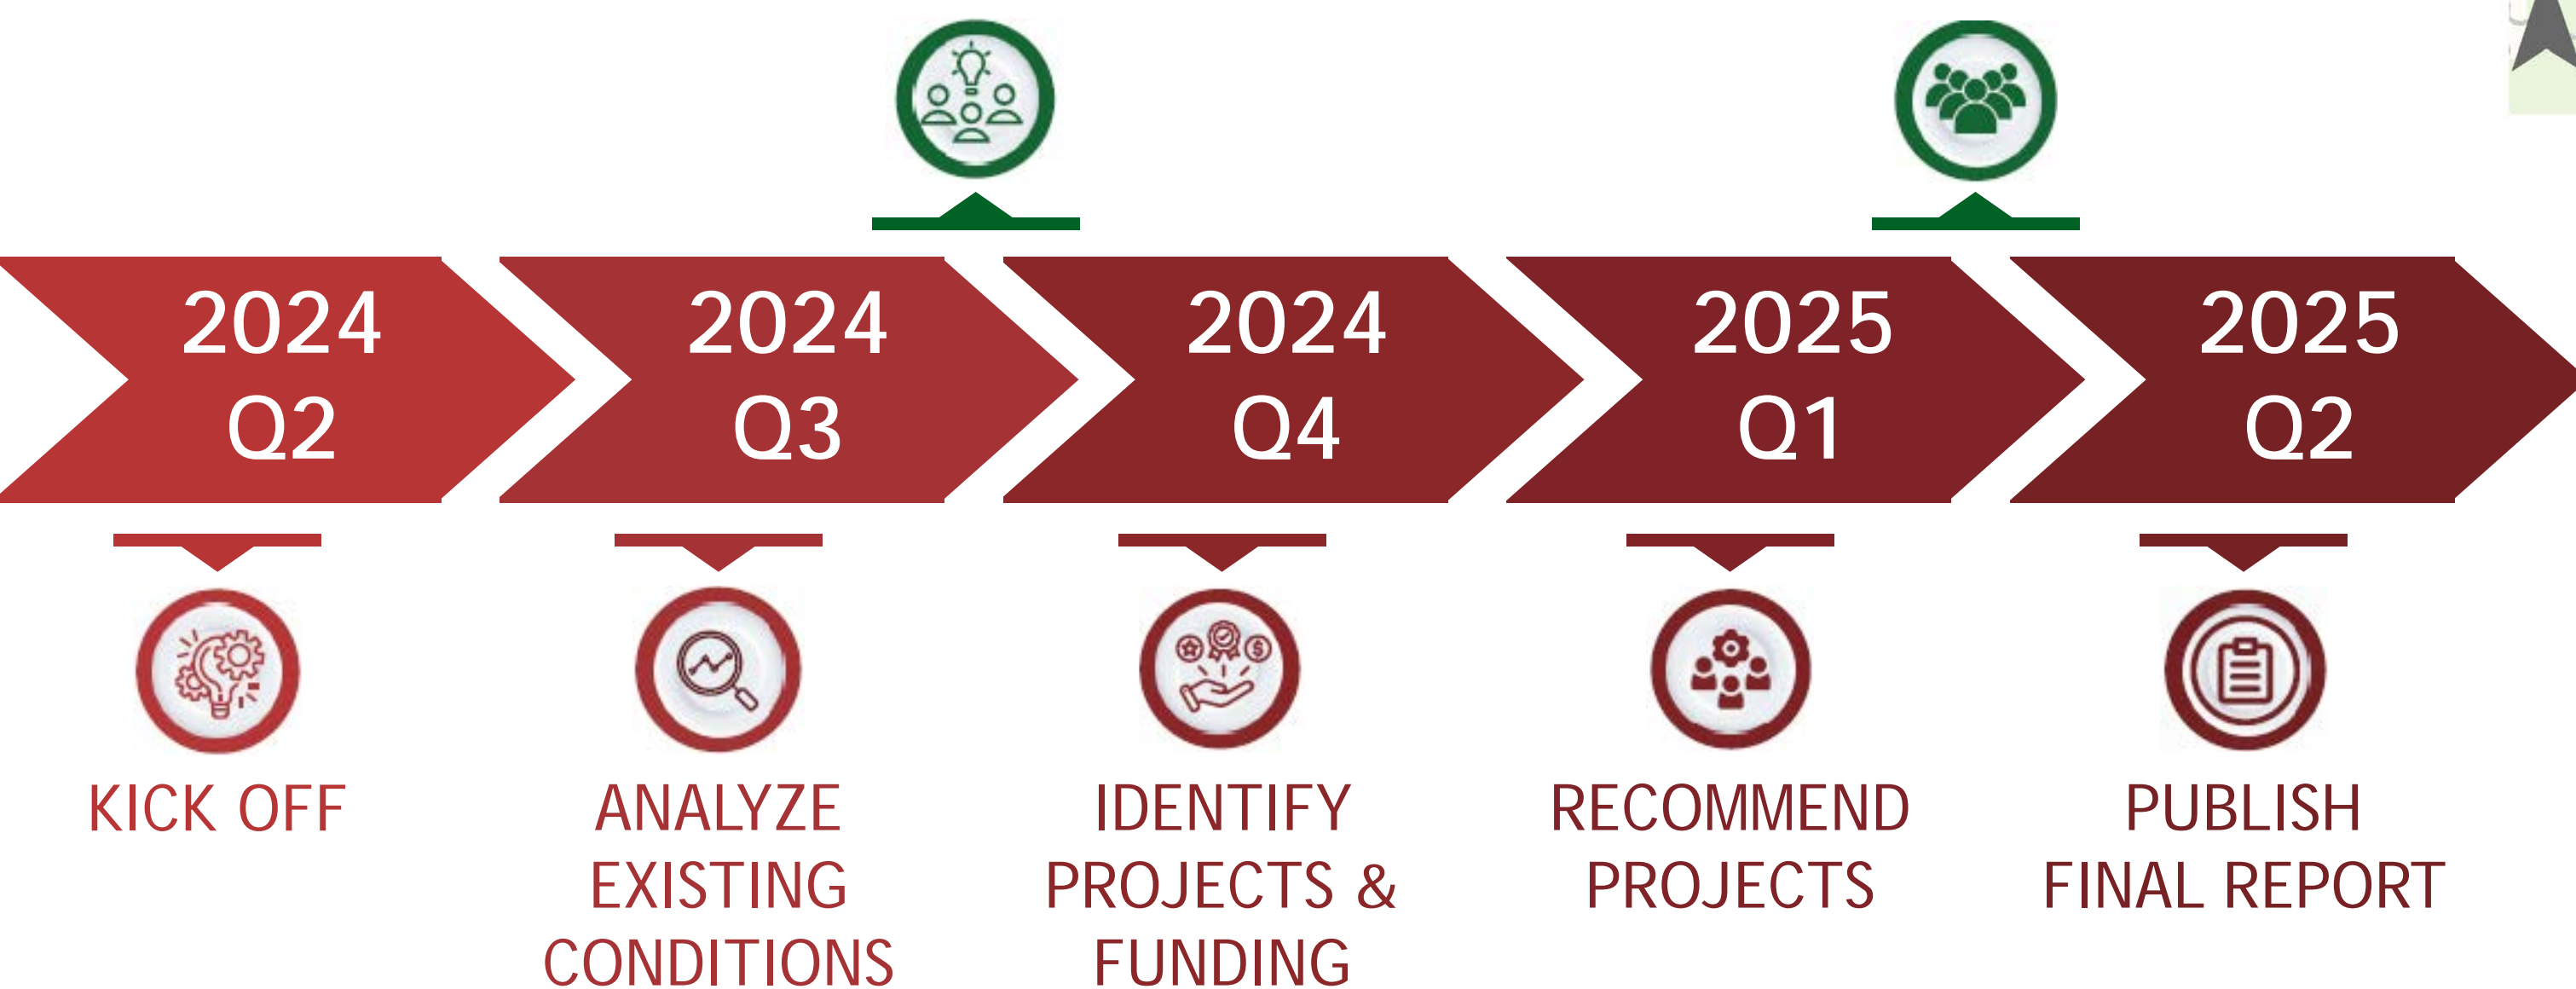 2024
Q2
2024
Q3
2024
Q4
2025
Q1
2025
Q2
KICK OFF
ANALYZE
EXISTING
CONDITIONS
IDENTIFY
PROJECTS &
FUNDING
RECOMMEND
PROJECTS
PUBLISH
FINAL REPORT